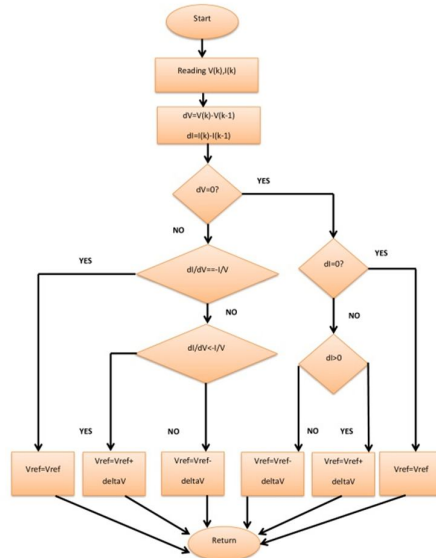 Start
Reading V(k),I(k)
dV=V(k)-V(k-1)
dI=I(k)-I(k-1)
dV=0?
YES
NO
dI/dV==-I/V
YES
dI=0?
YES
NO
NO
dI/dV<-I/V
dI>0
YES
NO
NO
YES
Vref=Vref
Vref=Vref+
deltaV
Vref=Vref-
deltaV
Vref=Vref-
deltaV
Vref=Vref+
deltaV
Vref=Vref
Return